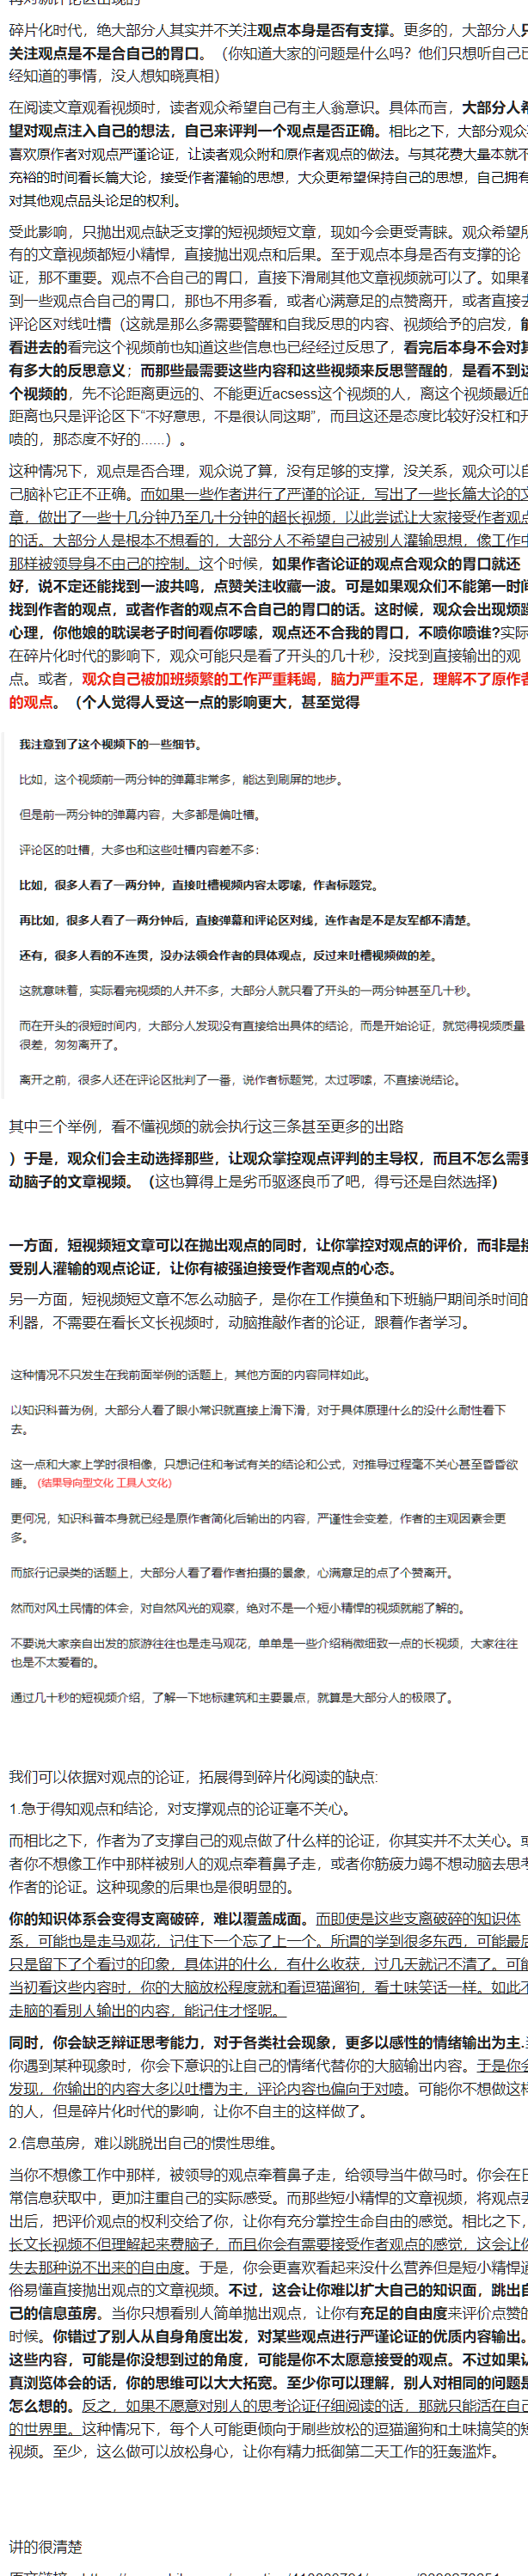 碎片化时代，绝大部分人其实并不关注观点本身是否有支撑。更多的，大部分人只
关注观点是不是合自己的胃口。（你知道大家的问题是什么吗？他们只想听自己已
经知道的事情，没人想知晓真相）
在阅读文章观看视频时，读者观众希望自己有主人翁意识。具体而言，大部分人希
望对观点注入自己的想法，自己来评判一个观点是否正确。相比之下，大部分观众
喜欢原作者对观点严谨论证，让读者观众附和原作者观点的做法。与其花费大量本就不
充裕的时间看长篇大论，接受作者灌输的思想，大众更希望保持自己的思想，自己拥有
对其他观点品头论足的权利。
受此影响，只抛出观点缺乏支撑的短视频短文章，现如今会更受青睐。观众希望所
有的文章视频都短小精悍，直接抛出观点和后果。至于观点本身是否有支撑的论
证，那不重要。观点不合自己的胃口，直接下滑刷其他文章视频就可以了。如果看
到一些观点合自己的胃口，那也不用多看，或者心满意足的点赞离开，或者直接去
评论区对线吐槽（这就是那么多需要警醒和自我反思的内容、视频给予的启发，能
看进去的看完这个视频前也知道这些信息也已经经过反思了，看完后本身不会对其
有多大的反思意义；而那些最需要这些内容和这些视频来反思警醒的，是看不到这
个视频的，先不论距离更远的、不能更近acsess这个视频的人，离这个视频最近的
距离也只是评论区下“不好意思，不是很认同这期”，而且这还是态度比较好没杠和开
喷的，那态度不好的......）。
这种情况下，观点是否合理，观众说了算，没有足够的支撑，没关系，观众可以自
己脑补它正不正确。而如果一些作者进行了严谨的论证，写出了一些长篇大论的文
章，做出了一些十几分钟乃至几十分钟的超长视频，以此尝试让大家接受作者观点
的话。大部分人是根本不想看的，大部分人不希望自己被别人灌输思想，像工作中
那样被领导身不由己的控制。这个时候，如果作者论证的观点合观众的胃口就还
好，说不定还能找到一波共鸣，点赞关注收藏一波。可是如果观众们不能第一时间
找到作者的观点，或者作者的观点不合自己的胃口的话。这时候，观众会出现烦躁
心理，你他娘的耽误老子时间看你啰嗦，观点还不合我的胃口，不喷你喷谁?实际
在碎片化时代的影响下，观众可能只是看了开头的几十秒，没找到直接输出的观
点。或者，观众自己被加班频繁的工作严重耗竭，脑力严重不足，理解不了原作者
的观点。（个人觉得人受这一点的影响更大，甚至觉得
我注意到了这个视频下的一些细节。
比如，这个视频前一两分钟的弹幕非常多，能达到刷屏的地步。
但是前一两分钟的弹幕内容，大多都是偏吐槽。
评论区的吐槽，大多也和这些吐槽内容差不多：
比如，很多人看了一两分钟，直接吐槽视频内容太啰嗦，作者标题党。
再比如，很多人看了一两分钟后，直接弹幕和评论区对线，连作者是不是友军都不清楚。
还有，很多人看的不连贯，没办法领会作者的具体观点，反过来吐槽视频做的差。
这就意味着，实际看完视频的人并不多，大部分人就只看了开头的一两分钟甚至几十秒。
而在开头的很短时间内，大部分人发现没有直接给出具体的结论，而是开始论证，就觉得视频质量
很差，匆匆离开了。
离开之前，很多人还在评论区批判了一番，说作者标题党，太过啰嗦，不直接说结论。
其中三个举例，看不懂视频的就会执行这三条甚至更多的出路
）于是，观众们会主动选择那些，让观众掌控观点评判的主导权，而且不怎么需要
动脑子的文章视频。（这也算得上是劣币驱逐良币了吧，得亏还是自然选择）
一方面，短视频短文章可以在抛出观点的同时，让你掌控对观点的评价，而非是接
受别人灌输的观点论证，让你有被强迫接受作者观点的心态。
另一方面，短视频短文章不怎么动脑子，是你在工作摸鱼和下班躺尸期间杀时间的
利器，不需要在看长文长视频时，动脑推敲作者的论证，跟着作者学习。
这种情况不只发生在我前面举例的话题上，其他方面的内容同样如此。
以知识科普为例，大部分人看了眼小常识就直接上滑下滑，对于具体原理什么的没什么耐性看下
去。
这一点和大家上学时很相像，只想记住和考试有关的结论和公式，对推导过程毫不关心甚至昏昏欲
睡。（结果导向型文化 工具人文化）
更何况，知识科普本身就已经是原作者简化后输出的内容，严谨性会变差，作者的主观因素会更
多。
而旅行记录类的话题上，大部分人看了看作者拍摄的景象，心满意足的点了个赞离开。
然而对风土民情的体会，对自然风光的观察，绝对不是一个短小精悍的视频就能了解的。
不要说大家亲自出发的旅游往往也是走马观花，单单是一些介绍稍微细致一点的长视频，大家往往
也是不太爱看的。
通过几十秒的短视频介绍，了解一下地标建筑和主要景点，就算是大部分人的极限了。
我们可以依据对观点的论证，拓展得到碎片化阅读的缺点:
1.急于得知观点和结论，对支撑观点的论证毫不关心。
而相比之下，作者为了支撑自己的观点做了什么样的论证，你其实并不太关心。或
者你不想像工作中那样被别人的观点牵着鼻子走，或者你筋疲力竭不想动脑去思考
作者的论证。这种现象的后果也是很明显的。
你的知识体系会变得支离破碎，难以覆盖成面。而即使是这些支离破碎的知识体
系，可能也是走马观花，记住下一个忘了上一个。所谓的学到很多东西，可能最后
只是留下了个看过的印象，具体讲的什么，有什么收获，过几天就记不清了。可能
当初看这些内容时，你的大脑放松程度就和看逗猫遛狗，看土味笑话一样。如此不
走脑的看别人输出的内容，能记住才怪呢。
同时，你会缺乏辩证思考能力，对于各类社会现象，更多以感性的情绪输出为主.
你遇到某种现象时，你会下意识的让自己的情绪代替你的大脑输出内容。于是你会
发现，你输出的内容大多以吐槽为主，评论内容也偏向于对喷。可能你不想做这样
的人，但是碎片化时代的影响，让你不自主的这样做了。
2.信息茧房，难以跳脱出自己的惯性思维。
当你不想像工作中那样，被领导的观点牵着鼻子走，给领导当牛做马时。你会在日
常信息获取中，更加注重自己的实际感受。而那些短小精悍的文章视频，将观点丢
出后，把评价观点的权利交给了你，让你有充分掌控生命自由的感觉。相比之下，
长文长视频不但理解起来费脑子，而且你会有需要接受作者观点的感觉，这会让你
失去那种说不出来的自由度。于是，你会更喜欢看起来没什么营养但是短小精悍通
俗易懂直接抛出观点的文章视频。不过，这会让你难以扩大自己的知识面，跳出自
己的信息茧房。当你只想看别人简单抛出观点，让你有充足的自由度来评价点赞的
时候。你错过了别人从自身角度出发，对某些观点进行严谨论证的优质内容输出。
这些内容，可能是你没想到过的角度，可能是你不太愿意接受的观点。不过如果认
真浏览体会的话，你的思维可以大大拓宽。至少你可以理解，别人对相同的问题是
怎么想的。反之，如果不愿意对别人的思考论证仔细阅读的话，那就只能活在自己
的世界里。这种情况下，每个人可能更倾向于刷些放松的逗猫遛狗和土味搞笑的短
视频。至少，这么做可以放松身心，让你有精力抵御第二天工作的狂轰滥炸。
讲的很清楚